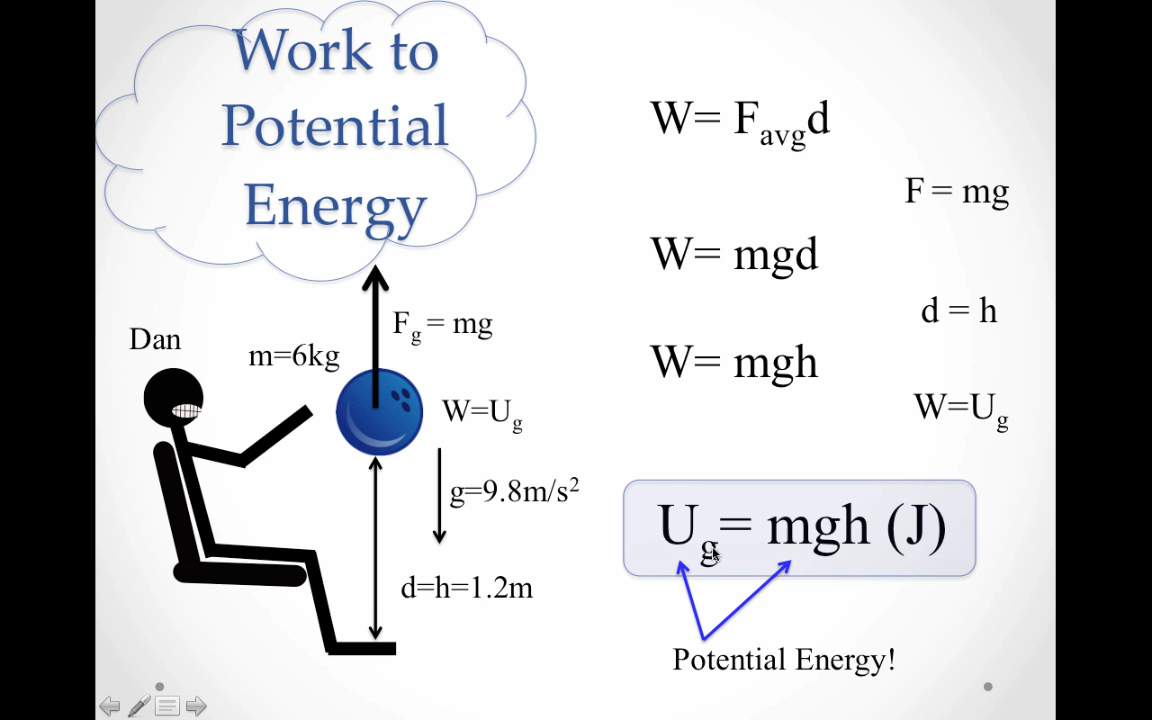 Work to
Potential
Energy
W= Favgd
F = mg
W= mgd
d = h
W= mgh
W=Ug
Ug= mgh (J)
Potential Energy!
Dan
m=6kg
Fg = mg
W=Ug
g=9.8m/s²
d=h=1.2m